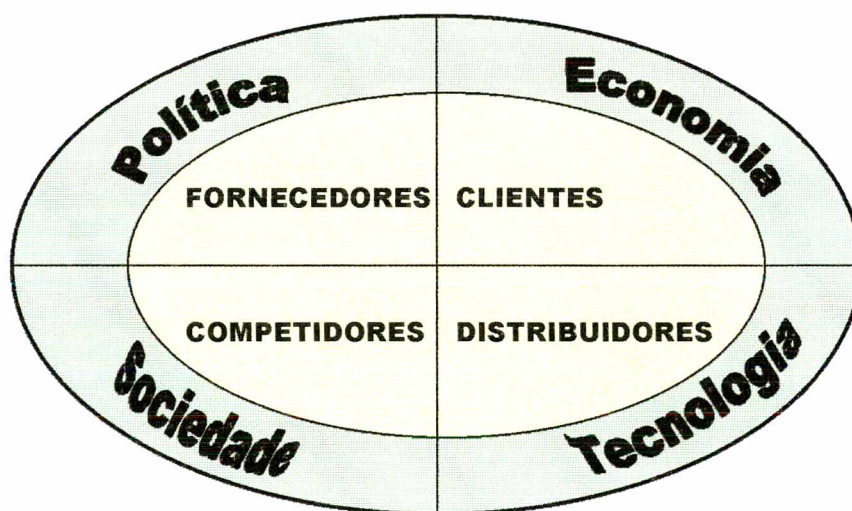 Política
Economia
FORNECEDORES
CLIENTES
COMPETIDORES
DISTRIBUIDORES
Sociedade
Tecnologia